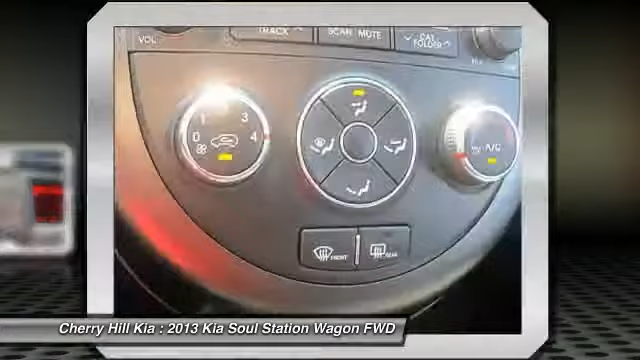 VOL
TRACK
SCAN MUTE
CAT
FOLDER
1 3
0 4
A/C
FRONT
REAR
Cherry Hill Kia : 2013 Kia Soul Station Wagon FWD